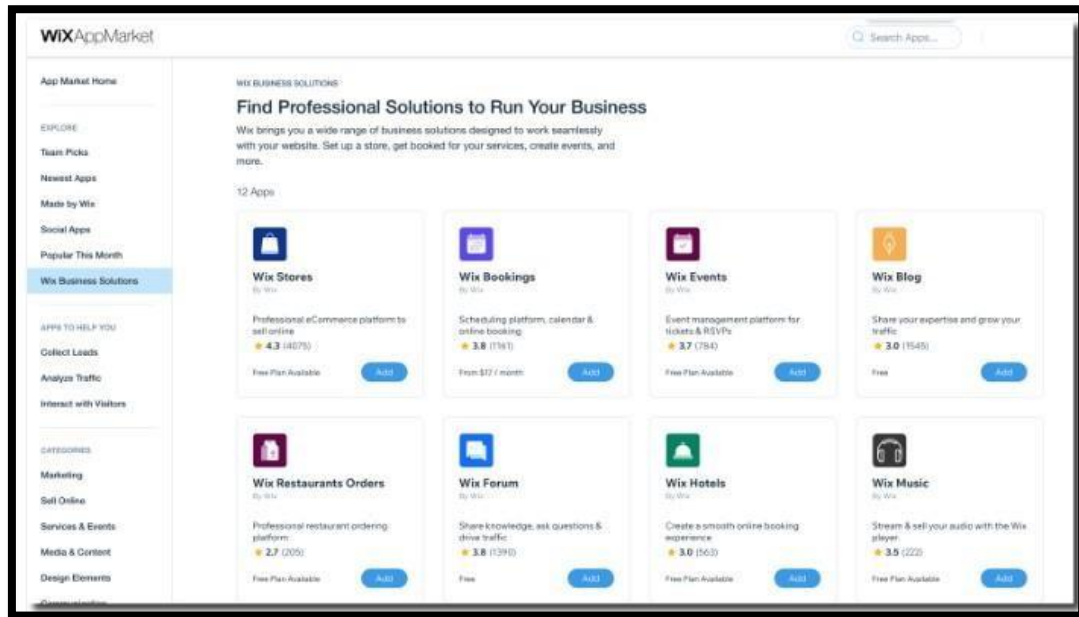 WiXAppMarket
Search Apps...
App Market Home
EXPLORE
Team Picks
Newest Apps
Made by Wix
Social Apps
Popular This Month
Wix Business Solutions
APPS TO HELP YOU
Collect Leads
Analyze Traffic
Interact with Visitors
CATEGORIES
Marketing
Sell Online
Services & Events
Media & Content
Design Elements
Communication
WIX BUSINESS SOLUTIONS
Find Professional Solutions to Run Your Business
Wix brings you a wide range of business solutions designed to work seamlessly
with your website. Set up a store, get booked for your services, create events, and
more.
12 Apps
Wix Stores
By Wix
Professional eCommerce platform to
sell online
4.3 (4075)
Free Plan Available
Add
Wix Bookings
By Wix
Scheduling platform, calendar &
online booking
3.8 (1161)
From $17 / month
Add
Wix Events
By Wix
Event management platform for
tickets & RSVPs
3.7 (784)
Free Plan Available
Add
Wix Blog
By Wix
Share your expertise and grow your
traffic
3.0 (1545)
Free
Add
Wix Restaurants Orders
By Wix
Professional restaurant ordering
platform
2.7 (205)
Free Plan Available
Add
Wix Forum
By Wix
Share knowledge, ask questions &
drive traffic
3.8 (1390)
Free
Add
Wix Hotels
By Wix
Create a smooth online booking
experience
3.0 (563)
Free Plan Available
Add
Wix Music
By Wix
Stream & sell your audio with the Wix
player
3.5 (222)
Free Plan Available
Add